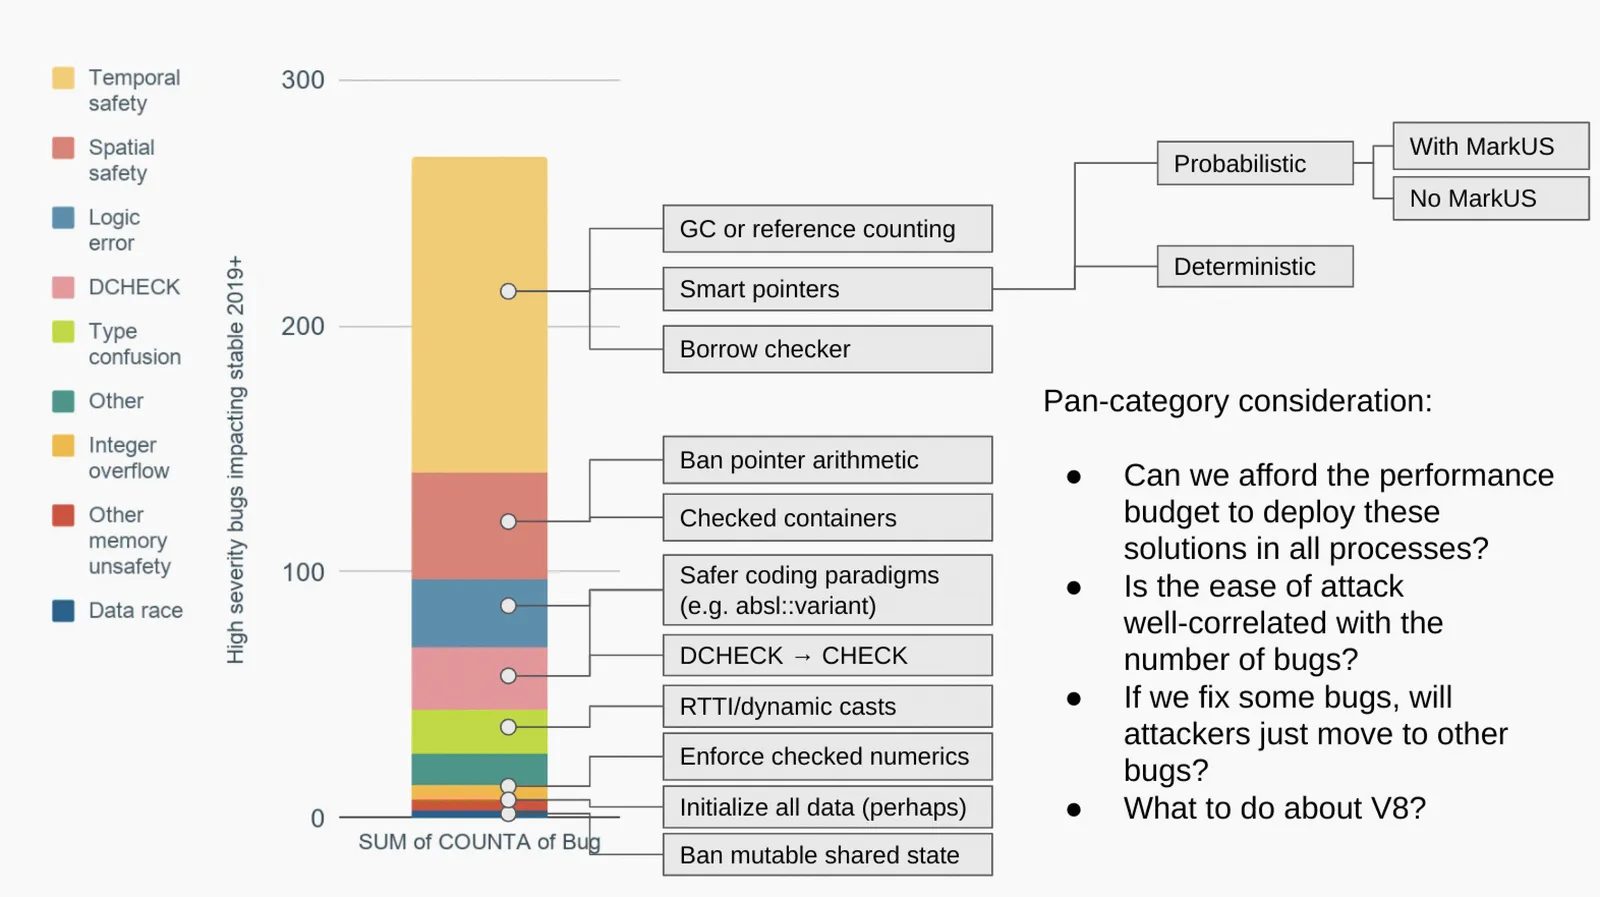 Temporal
safety
Spatial
safety
Logic
error
DCHECK
Type
confusion
Other
Integer
overflow
Other
memory
unsafety
Data race
High severity bugs impacting stable 2019+
300
200
100
0
SUM of COUNTA of Bug
GC or reference counting
Smart pointers
Borrow checker
Probabilistic
With MarkUS
No MarkUS
Deterministic
Ban pointer arithmetic
Checked containers
Safer coding paradigms
(e.g. absl::variant)
DCHECK → CHECK
RTTI/dynamic casts
Enforce checked numerics
Initialize all data (perhaps)
Ban mutable shared state
Pan-category consideration:
● Can we afford the performance
budget to deploy these
solutions in all processes?
● Is the ease of attack
well-correlated with the
number of bugs?
● If we fix some bugs, will
attackers just move to other
bugs?
● What to do about V8?